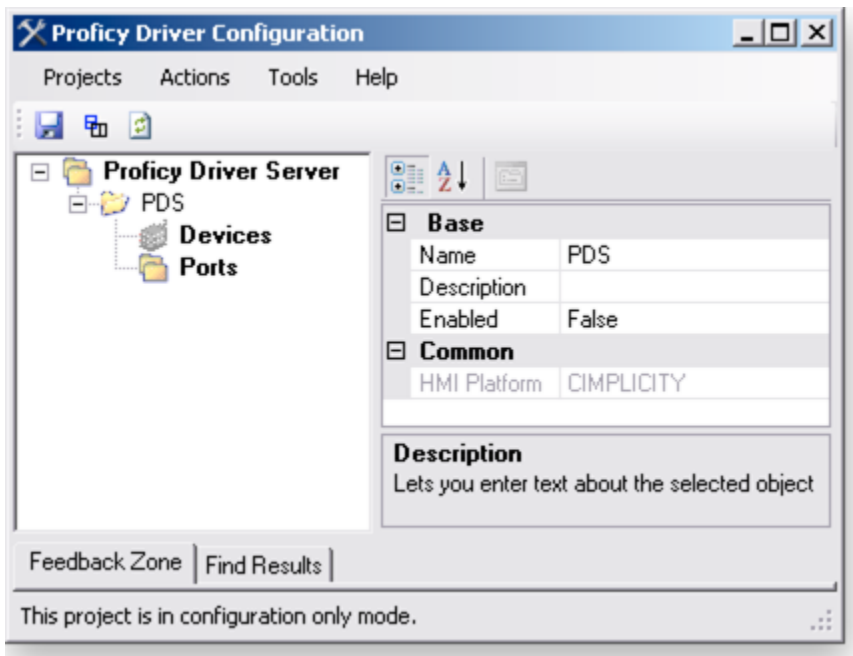 Proficy Driver Configuration
Projects Actions Tools Help
Proficy Driver Server
PDS
Devices
Ports
Base
Name PDS
Description
Enabled False
Common
HMI Platform CIMPLICITY
Description
Lets you enter text about the selected object
Feedback Zone Find Results
This project is in configuration only mode.